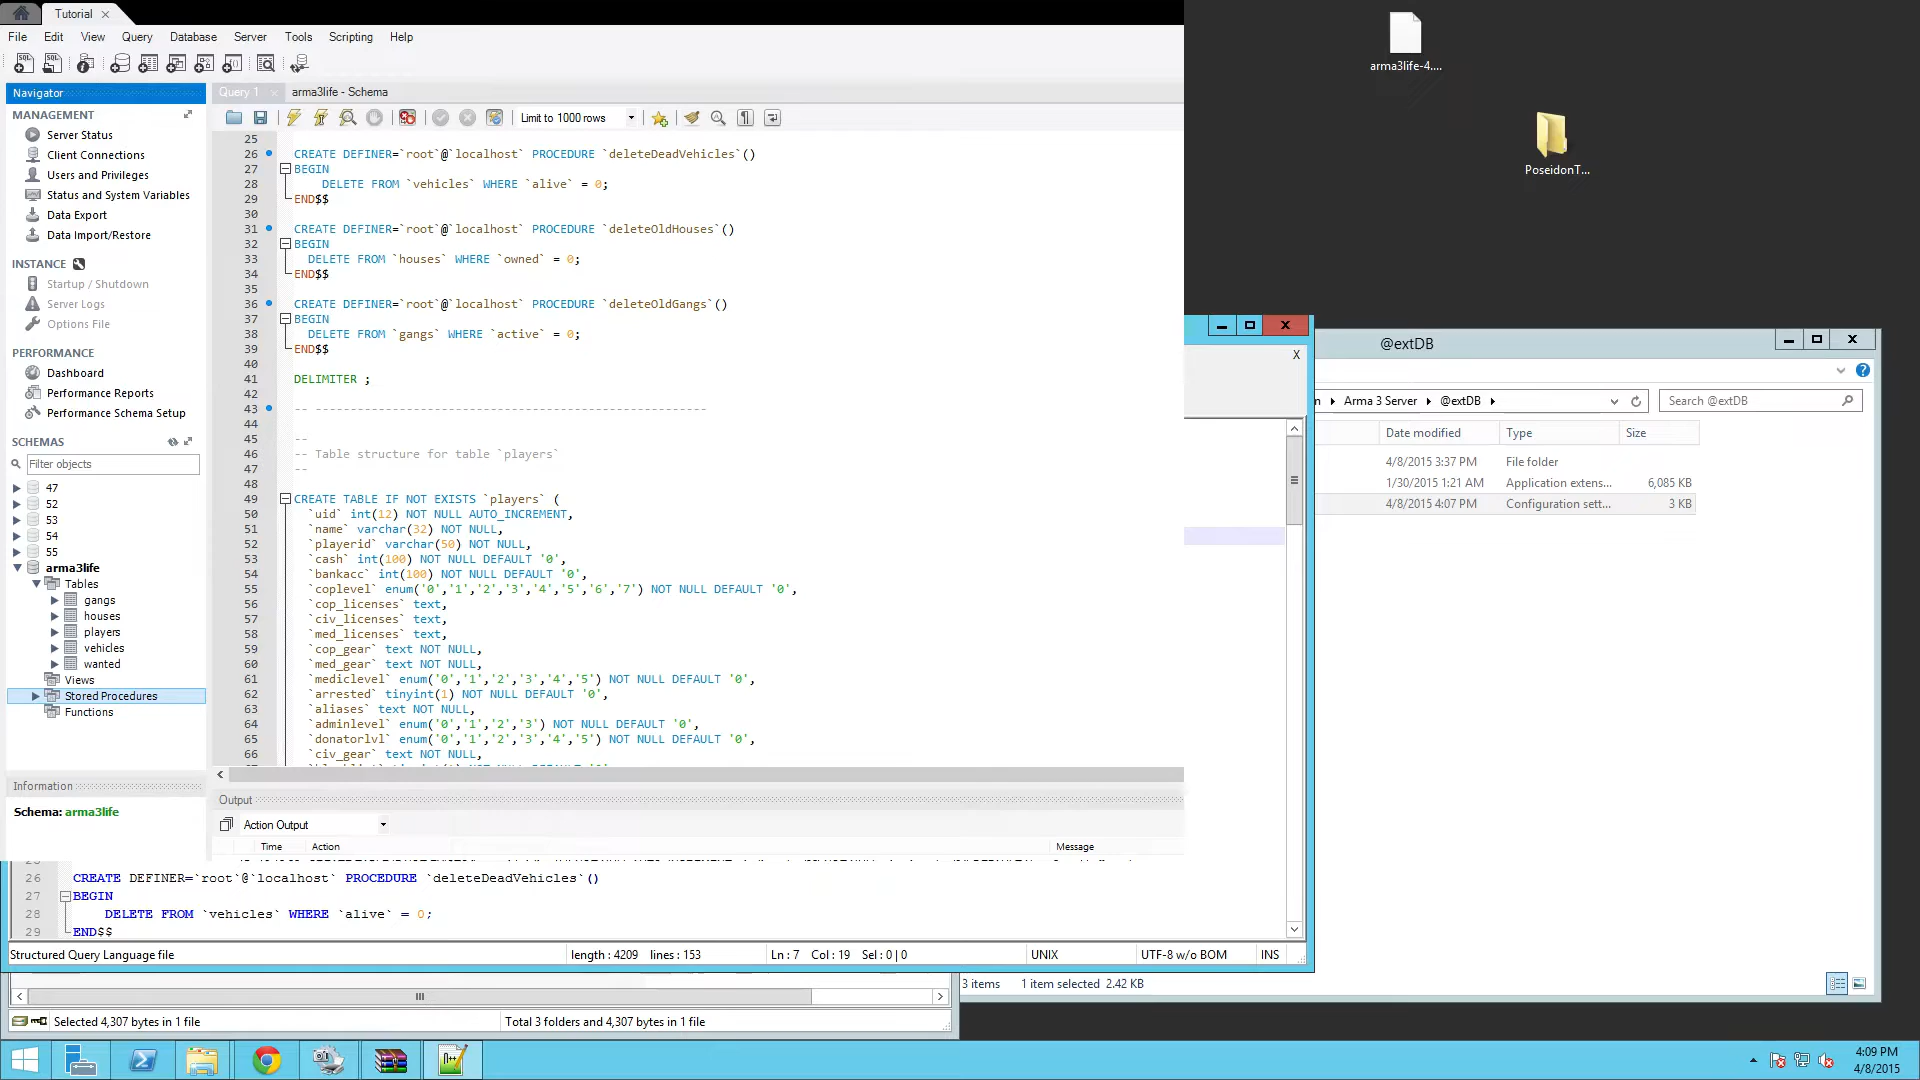 Tutorial
File Edit View Query Database Server Tools Scripting Help
Navigator
MANAGEMENT
Server Status
Client Connections
Users and Privileges
Status and System Variables
Data Export
Data Import/Restore
INSTANCE
Startup / Shutdown
Server Logs
Options File
PERFORMANCE
Dashboard
Performance Reports
Performance Schema Setup
SCHEMAS
Filter objects
47
52
53
54
55
arma3life
Tables
gangs
houses
players
vehicles
wanted
Views
Stored Procedures
Functions
Information
Schema: arma3life
Query 1
arma3life - Schema
Limit to 1000 rows
25
26 CREATE DEFINER=`root`@`localhost` PROCEDURE `deleteDeadVehicles`()
27 BEGIN
28 DELETE FROM `vehicles` WHERE `alive` = 0;
29 END$$
30
31 CREATE DEFINER=`root`@`localhost` PROCEDURE `deleteOldHouses`()
32 BEGIN
33 DELETE FROM `houses` WHERE `owned` = 0;
34 END$$
35
36 CREATE DEFINER=`root`@`localhost` PROCEDURE `deleteOldGangs`()
37 BEGIN
38 DELETE FROM `gangs` WHERE `active` = 0;
39 END$$
40
41 DELIMITER ;
42
43 -- --------------------------------------------------------
44
45 --
46 -- Table structure for table `players`
47 --
48
49 CREATE TABLE IF NOT EXISTS `players` (
50 `uid` int(12) NOT NULL AUTO_INCREMENT,
51 `name` varchar(32) NOT NULL,
52 `playerid` varchar(50) NOT NULL,
53 `cash` int(100) NOT NULL DEFAULT '0',
54 `bankacc` int(100) NOT NULL DEFAULT '0',
55 `coplevel` enum('0','1','2','3','4','5','6','7') NOT NULL DEFAULT '0',
56 `cop_licenses` text,
57 `civ_licenses` text,
58 `med_licenses` text,
59 `cop_gear` text NOT NULL,
60 `med_gear` text NOT NULL,
61 `mediclevel` enum('0','1','2','3','4','5') NOT NULL DEFAULT '0',
62 `arrested` tinyint(1) NOT NULL DEFAULT '0',
63 `aliases` text NOT NULL,
64 `adminlevel` enum('0','1','2','3') NOT NULL DEFAULT '0',
65 `donatorlvl` enum('0','1','2','3','4','5') NOT NULL DEFAULT '0',
66 `civ_gear` text NOT NULL,
Output
Action Output
Time Action Message
26 CREATE DEFINER=`root`@`localhost` PROCEDURE `deleteDeadVehicles`()
27 BEGIN
28 DELETE FROM `vehicles` WHERE `alive` = 0;
29 END$$
Structured Query Language file length : 4209 lines : 153 Ln : 7 Col : 19 Sel : 0 | 0 UNIX UTF-8 w/o BOM INS
Selected 4,307 bytes in 1 file Total 3 folders and 4,307 bytes in 1 file
arma3life-4....
PoseidonT...
X
@extDB
n Arma 3 Server @extDB Search @extDB
Date modified Type Size
4/8/2015 3:37 PM File folder
1/30/2015 1:21 AM Application extens... 6,085 KB
4/8/2015 4:07 PM Configuration sett... 3 KB
3 items 1 item selected 2.42 KB
4:09 PM
4/8/2015